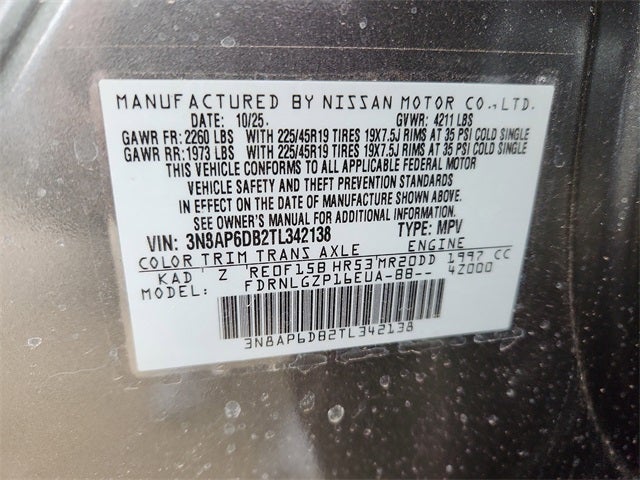 MANUFACTURED BY NISSAN MOTOR CO., LTD.
DATE: 10/25. GVWR: 4211 LBS
GAWR FR: 2260 LBS WITH 225/45R19 TIRES 19X7.5J RIMS AT 35 PSI COLD SINGLE
GAWR RR: 1973 LBS WITH 225/45R19 TIRES 19X7.5J RIMS AT 35 PSI COLD SINGLE
THIS VEHICLE CONFORMS TO ALL APPLICABLE FEDERAL MOTOR
VEHICLE SAFETY AND THEFT PREVENTION STANDARDS
IN EFFECT ON THE DATE OF MANUFACTURE SHOWN ABOVE.
SEE OWNER'S MANUAL FOR FURTHER INFORMATION
VIN: 3N8AP6DB2TL342138 TYPE: MPV
COLOR TRIM TRANS AXLE ENGINE
KAD Z RE0F15B HR53 MR20DD 1997 CC
MODEL: FDRNLGZP16EUA-BB-- 4Z000
3N8AP6DB2TL342138